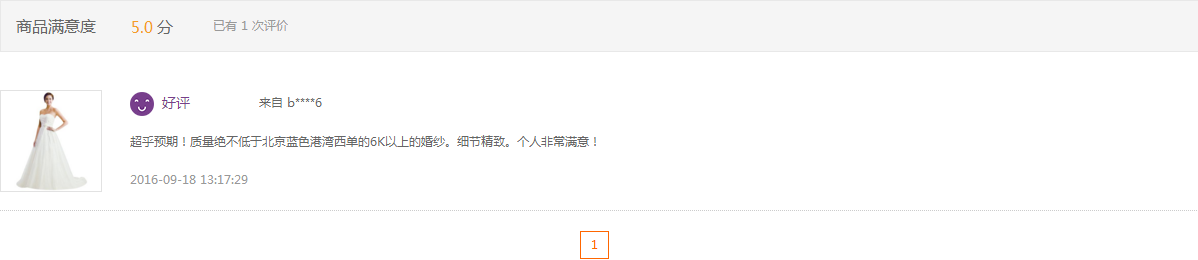 商品满意度 5.0 分 已有 1 次评价
好评 来自 b****6
超乎预期！质量绝不低于北京蓝色港湾西单的6K以上的婚纱。细节精致。个人非常满意！
2016-09-18 13:17:29
1